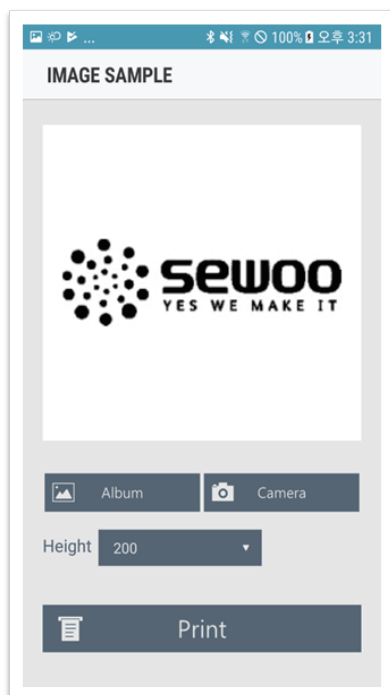 ... 100% 오후 3:31
IMAGE SAMPLE
sewoo
YES WE MAKE IT
Album Camera
Height 200
Print